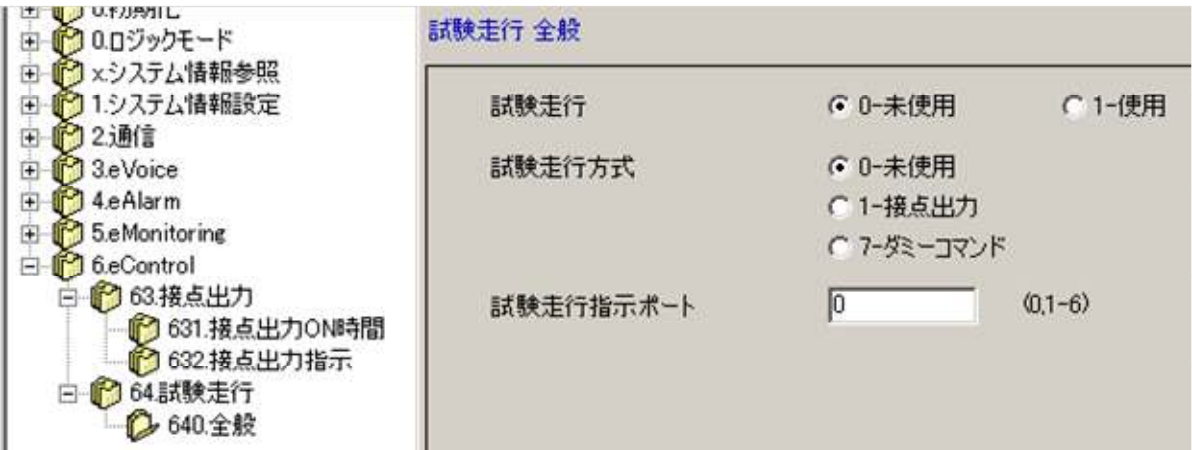 0.初期化
0.ロジックモード
x.システム情報参照
1.システム情報設定
2.通信
3.eVoice
4.eAlarm
5.eMonitoring
6.eControl
63.接点出力
631.接点出力ON時間
632.接点出力指示
64.試験走行
640.全般
試験走行 全般
試験走行 0-未使用 1-使用
試験走行方式 0-未使用
1-接点出力
7-ダミーコマンド
試験走行指示ポート 0 (0,1-6)